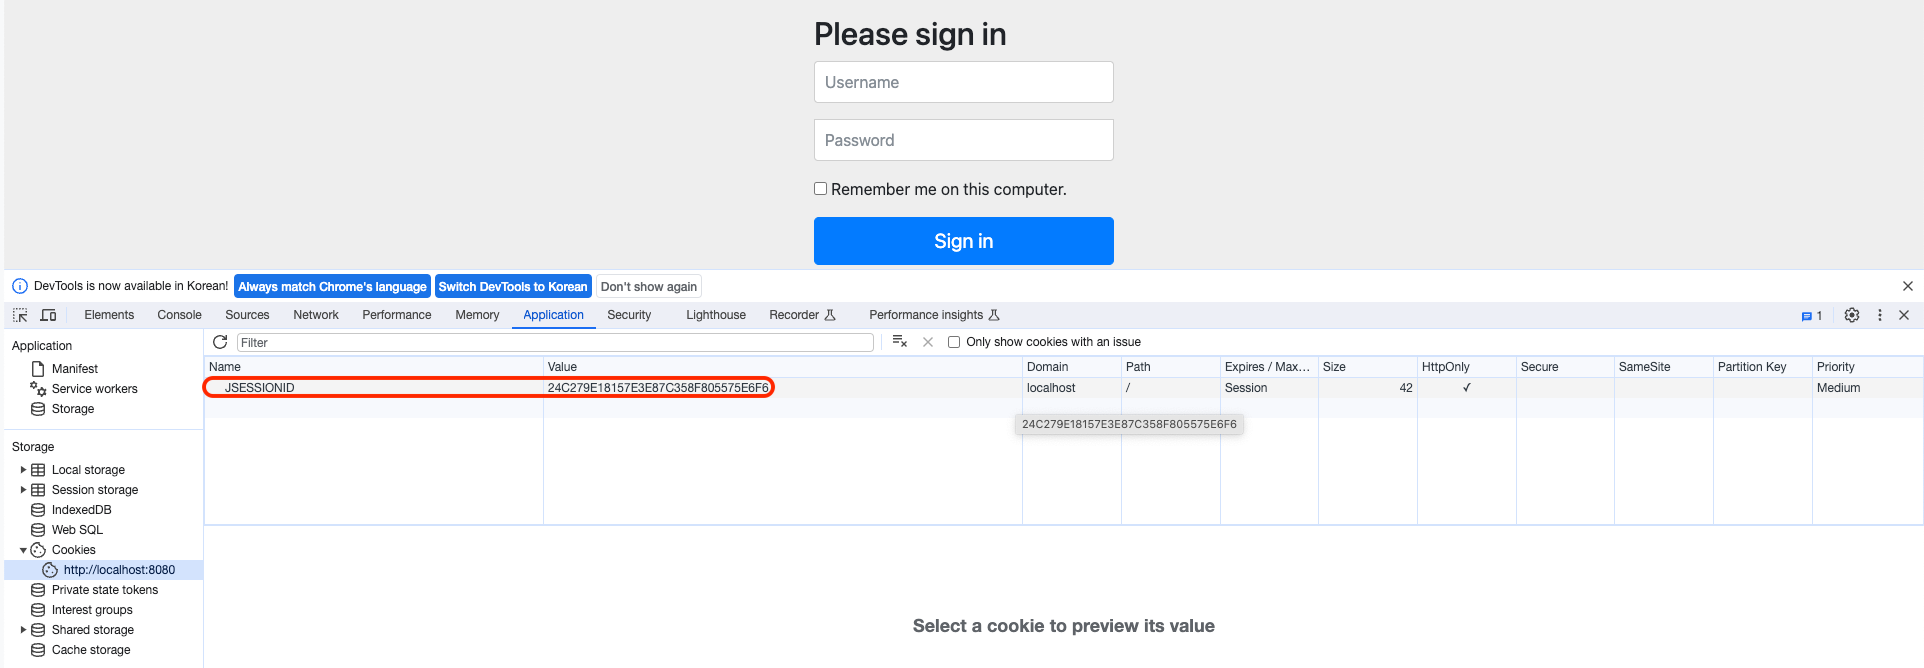 Please sign in
Username
Password
Remember me on this computer.
Sign in
DevTools is now available in Korean! Always match Chrome's language Switch DevTools to Korean Don't show again
Elements Console Sources Network Performance Memory Application Security Lighthouse Recorder Performance insights 1
Application
Manifest
Service workers
Storage
Storage
Local storage
Session storage
IndexedDB
Web SQL
Cookies
http://localhost:8080
Private state tokens
Interest groups
Shared storage
Cache storage
Filter Only show cookies with an issue
Name Value Domain Path Expires / Max... Size HttpOnly Secure SameSite Partition Key Priority
JSESSIONID 24C279E18157E3E87C358F805575E6F6 localhost / Session 42 ✓ Medium
24C279E18157E3E87C358F805575E6F6
Select a cookie to preview its value